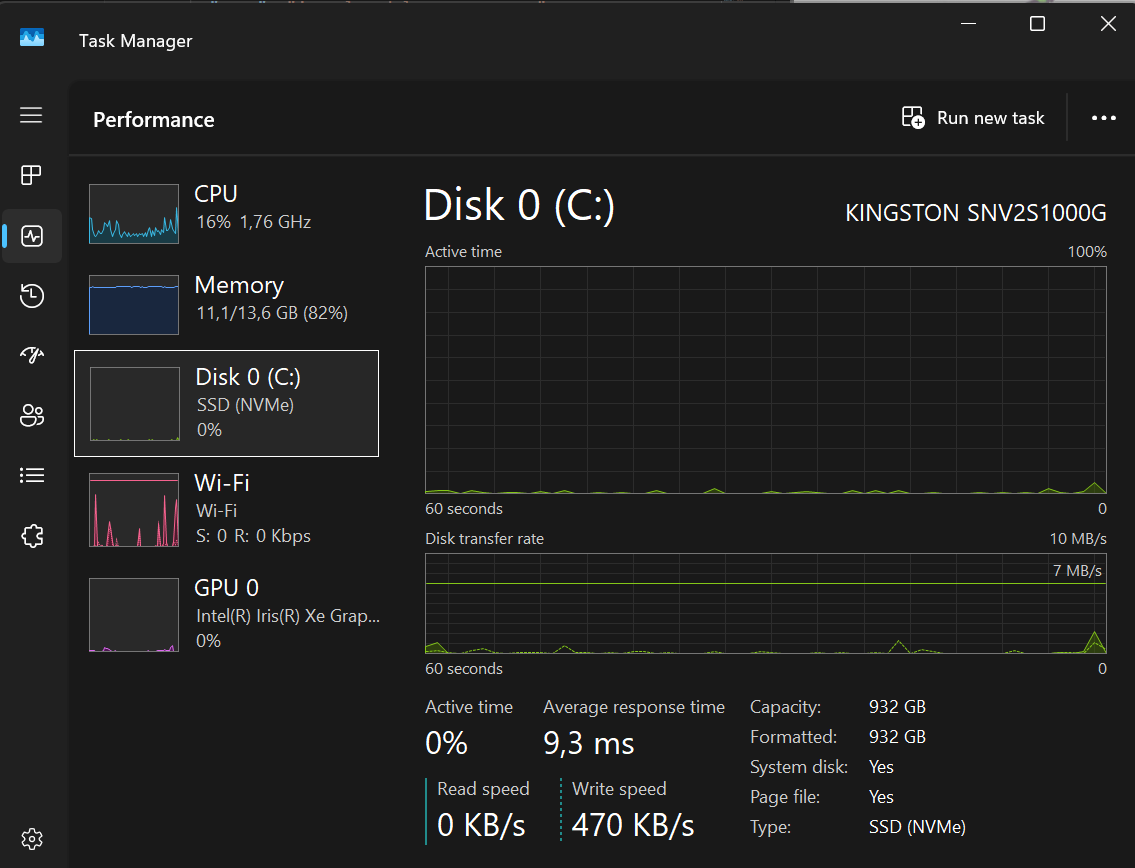 Task Manager
Performance
Run new task
CPU
16% 1,76 GHz
Memory
11,1/13,6 GB (82%)
Disk 0 (C:)
SSD (NVMe)
0%
Wi-Fi
Wi-Fi
S: 0 R: 0 Kbps
GPU 0
Intel(R) Iris(R) Xe Grap...
0%
Disk 0 (C:)
KINGSTON SNV2S1000G
Active time
100%
60 seconds
0
Disk transfer rate
10 MB/s
7 MB/s
60 seconds
0
Active time
0%
Average response time
9,3 ms
Read speed
0 KB/s
Write speed
470 KB/s
Capacity: 932 GB
Formatted: 932 GB
System disk: Yes
Page file: Yes
Type: SSD (NVMe)